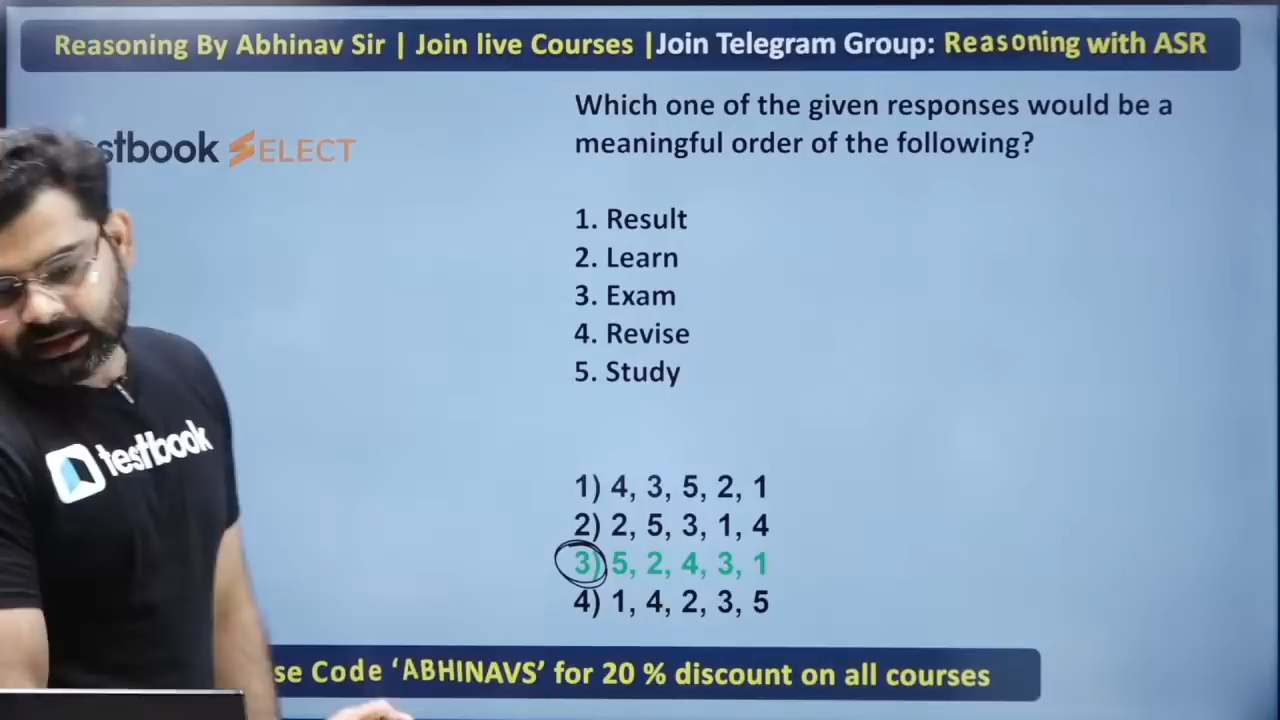 Reasoning By Abhinav Sir | Join live Courses |Join Telegram Group: Reasoning with ASR
stbook SELECT
Which one of the given responses would be a
meaningful order of the following?
1. Result
2. Learn
3. Exam
4. Revise
5. Study
testbook
1) 4, 3, 5, 2, 1
2) 2, 5, 3, 1, 4
3) 5, 2, 4, 3, 1
4) 1, 4, 2, 3, 5
se Code ‘ABHINAVS’ for 20 % discount on all courses